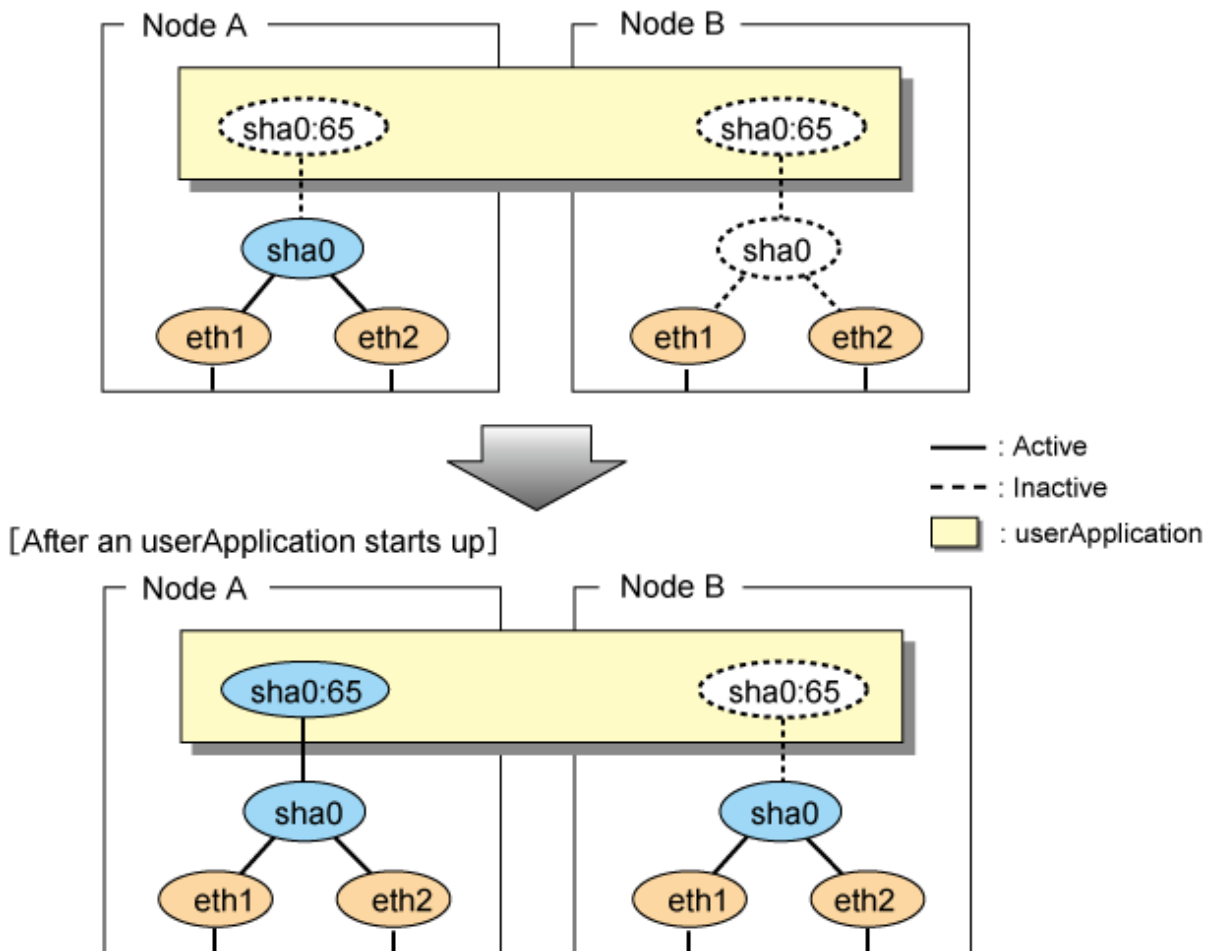 Node A
Node B
sha0:65
sha0:65
sha0
sha0
eth1
eth2
eth1
eth2
: Active
: Inactive
: userApplication
[After an userApplication starts up]
Node A
Node B
sha0:65
sha0:65
sha0
sha0
eth1
eth2
eth1
eth2